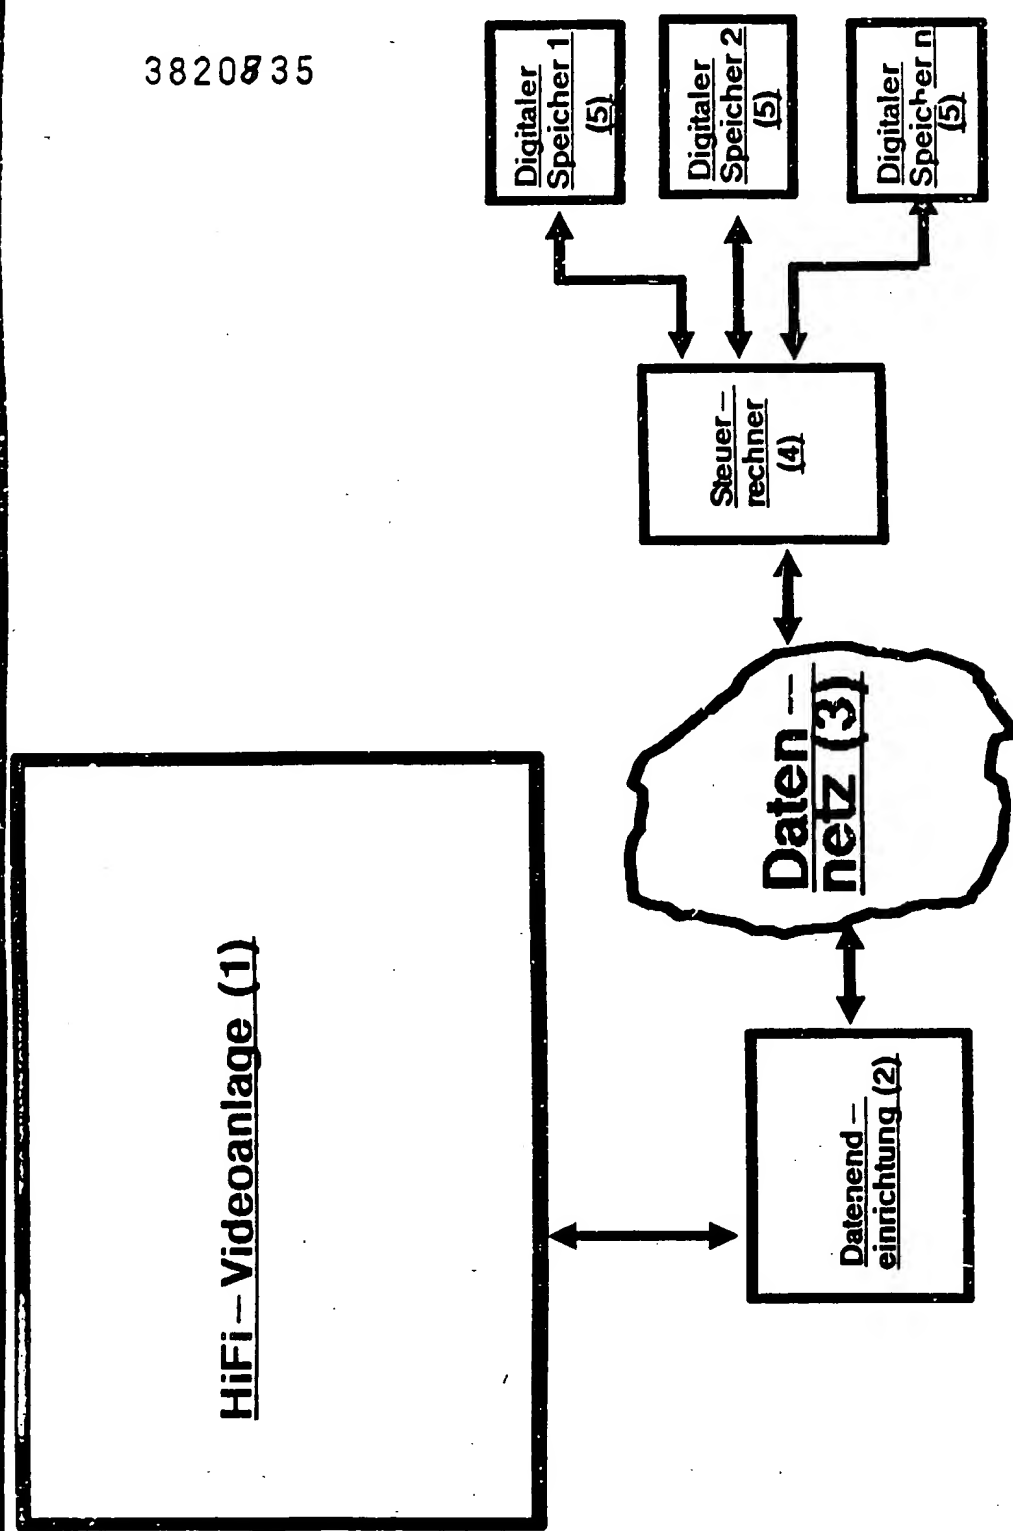 3820835
HiFi-Videoanlage (1)
Datenend-
einrichtung (2)
Daten-
netz (3)
Steuer-
rechner
(4)
Digitaler
Speicher 1
(5)
Digitaler
Speicher 2
(5)
Digitaler
Speicher n
(5)